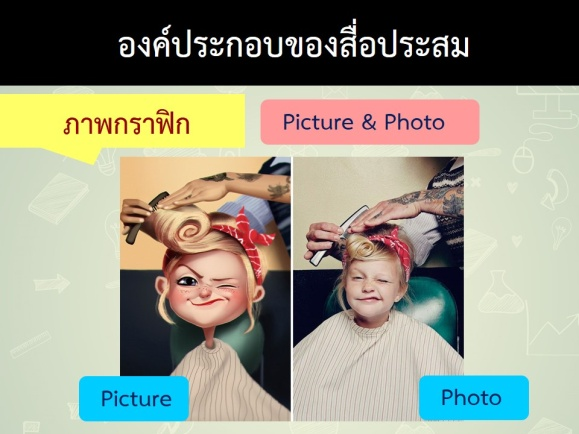 องค์ประกอบของสื่อประสม
ภาพกราฟิก
Picture & Photo
Picture
Photo